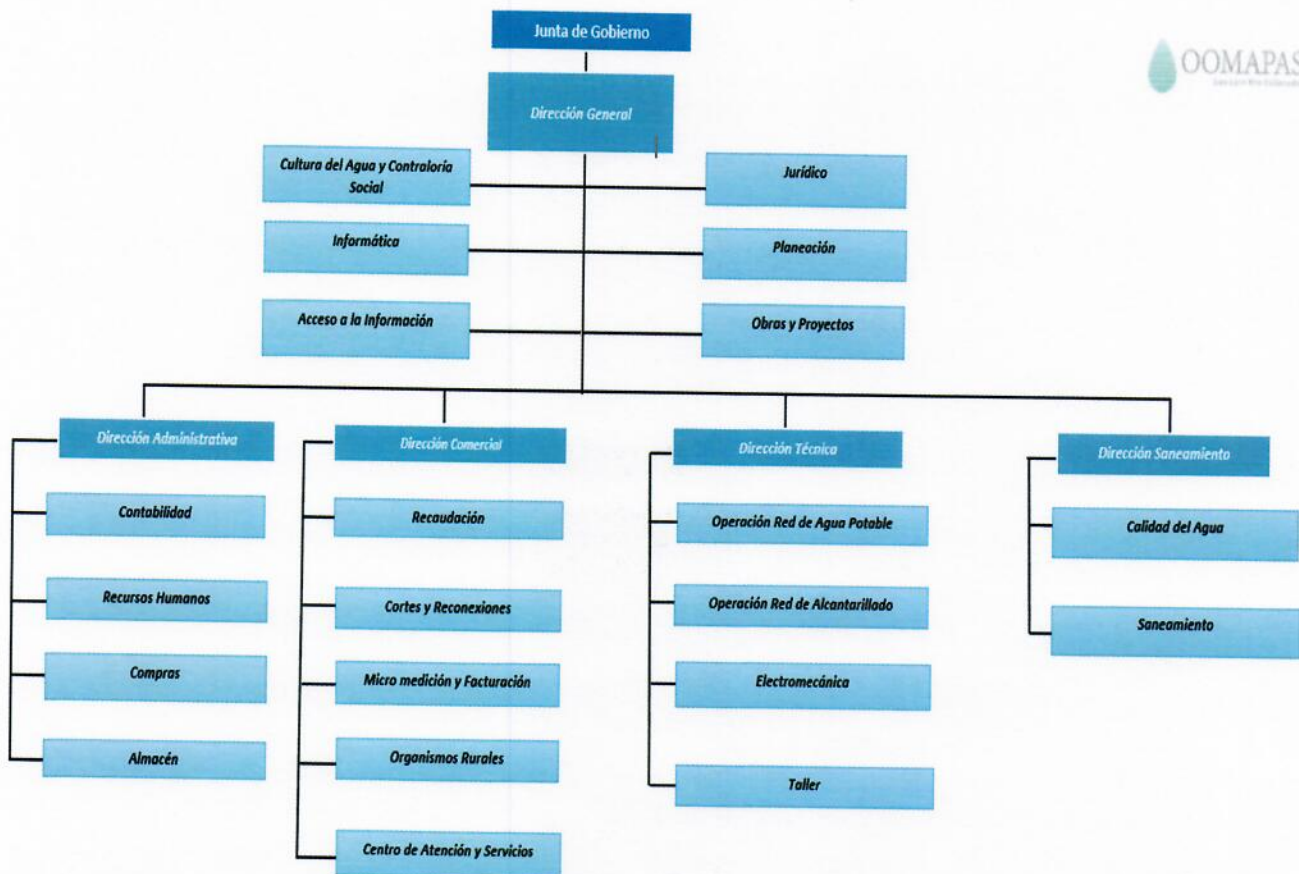 Junta de Gobierno
OOMAPAS
Dirección General
Cultura del Agua y Contraloría
Social
Jurídico
Informática
Planeación
Acceso a la Información
Obras y Proyectos
Dirección Administrativa
Dirección Comercial
Dirección Técnica
Dirección Saneamiento
Contabilidad
Recaudación
Operación Red de Agua Potable
Calidad del Agua
Recursos Humanos
Cortes y Reconexiones
Operación Red de Alcantarillado
Saneamiento
Compras
Micro medición y Facturación
Electromecánica
Almacén
Organismos Rurales
Taller
Centro de Atención y Servicios